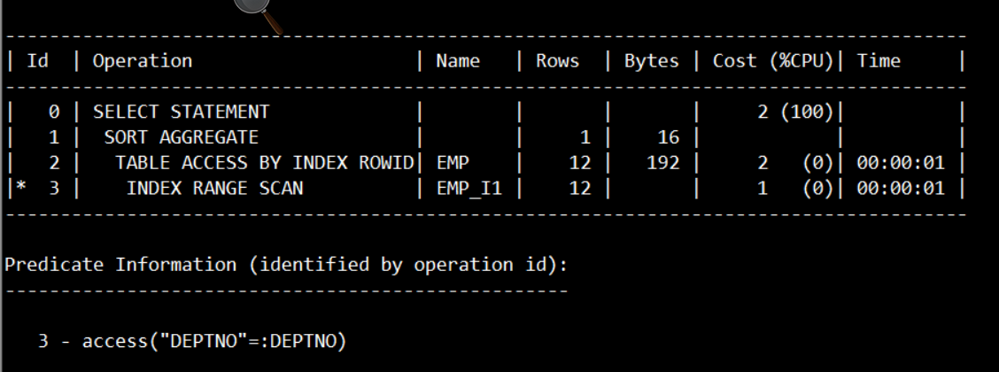 -----------------------------------------------------------------------------------------
| Id  | Operation                    | Name   | Rows  | Bytes | Cost (%CPU)| Time     |
-----------------------------------------------------------------------------------------
|   0 | SELECT STATEMENT             |        |       |       |     2 (100)|          |
|   1 |  SORT AGGREGATE              |        |     1 |    16 |            |          |
|   2 |   TABLE ACCESS BY INDEX ROWID| EMP    |    12 |   192 |     2   (0)| 00:00:01 |
|*  3 |    INDEX RANGE SCAN          | EMP_I1 |    12 |       |     1   (0)| 00:00:01 |
-----------------------------------------------------------------------------------------
Predicate Information (identified by operation id):
---------------------------------------------------
   3 - access("DEPTNO"=:DEPTNO)